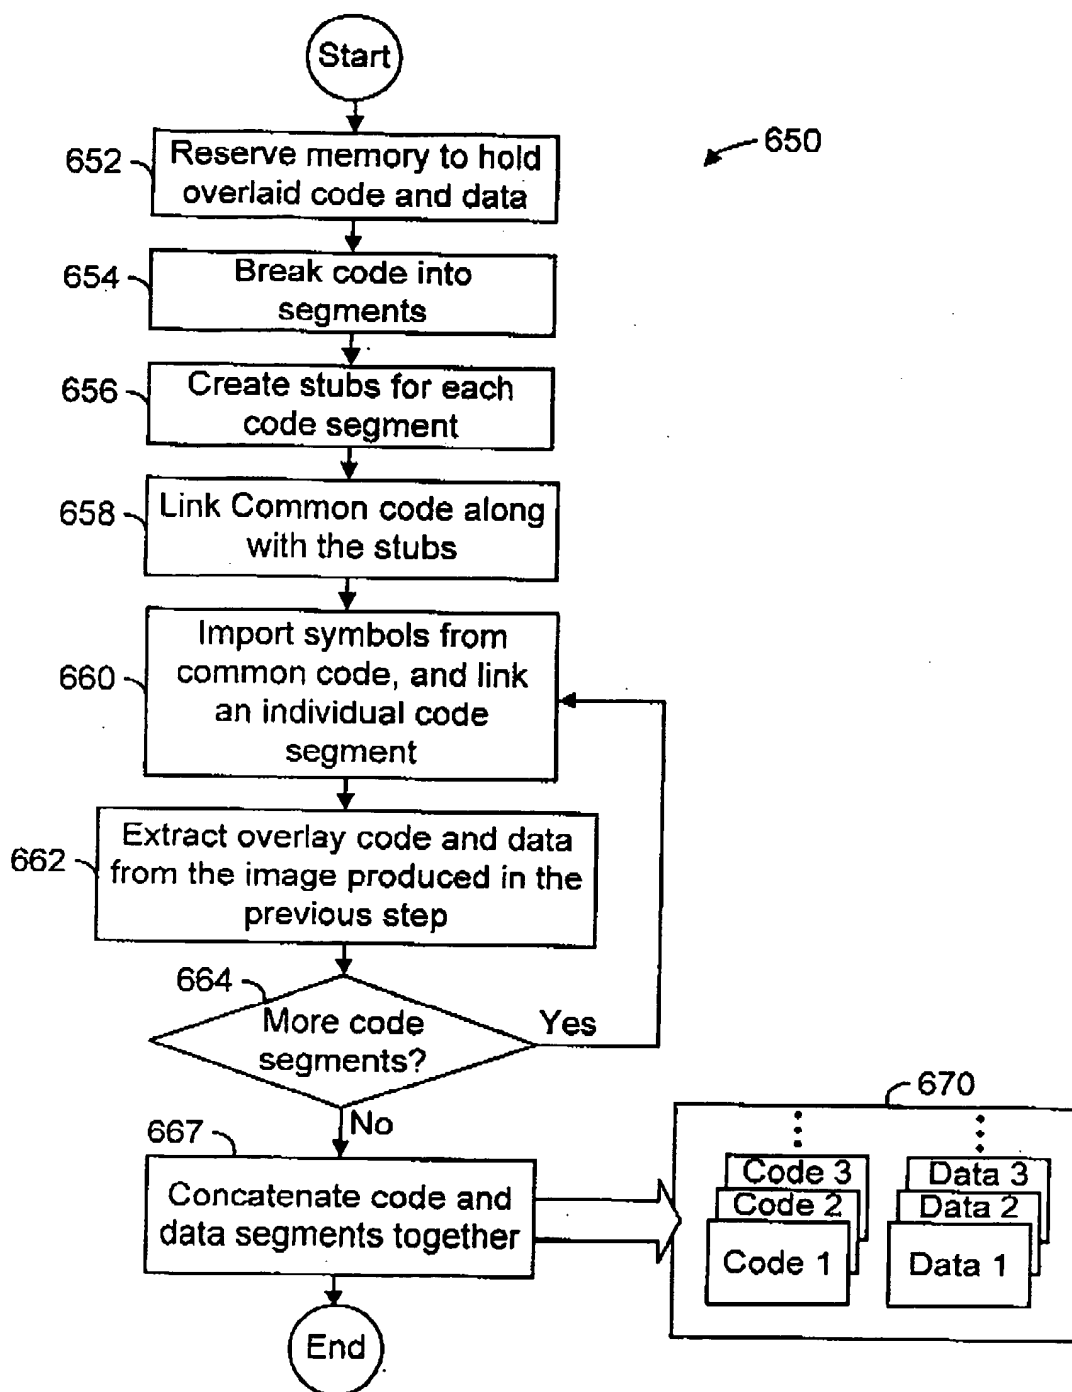 Start
650
652
Reserve memory to hold
overlaid code and data
654
Break code into
segments
656
Create stubs for each
code segment
658
Link Common code along
with the stubs
660
Import symbols from
common code, and link
an individual code
segment
662
Extract overlay code and data
from the image produced in the
previous step
664
More code
segments?
Yes
No
667
Concatenate code and
data segments together
670
Code 3
Code 2
Code 1
Data 3
Data 2
Data 1
End